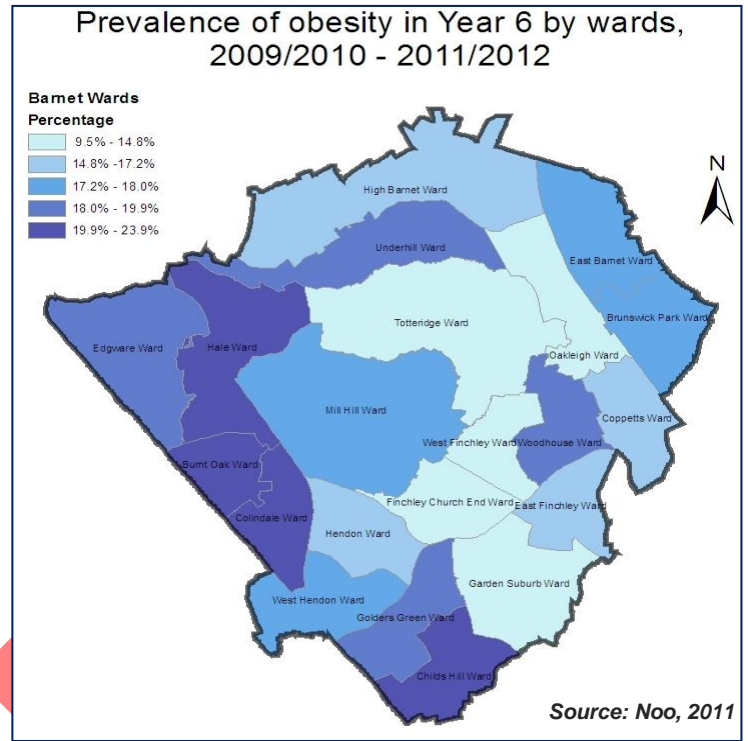 Prevalence of obesity in Year 6 by wards,
2009/2010 - 2011/2012
Barnet Wards
Percentage
9.5% - 14.8%
14.8% -17.2%
17.2% - 18.0%
18.0% - 19.9%
19.9% - 23.9%
N
High Barnet Ward
Underhill Ward
East Barnet Ward
Totteridge Ward
Brunswick Park Ward
Edgware Ward
Hale Ward
Oakleigh Ward
Mill Hill Ward
Coppetts Ward
West Finchley Ward
Woodhouse Ward
Burnt Oak Ward
Finchley Church End Ward
East Finchley Ward
Colindale Ward
Hendon Ward
Garden Suburb Ward
West Hendon Ward
Golders Green Ward
Childs Hill Ward
Source: Noo, 2011